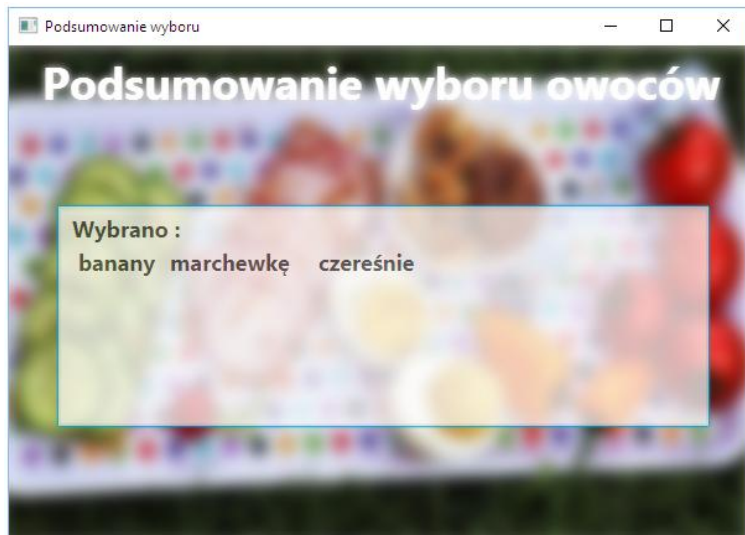 Podsumowanie wyboru
Podsumowanie wyboru owoców
Wybrano :
banany marchewkę czereśnie